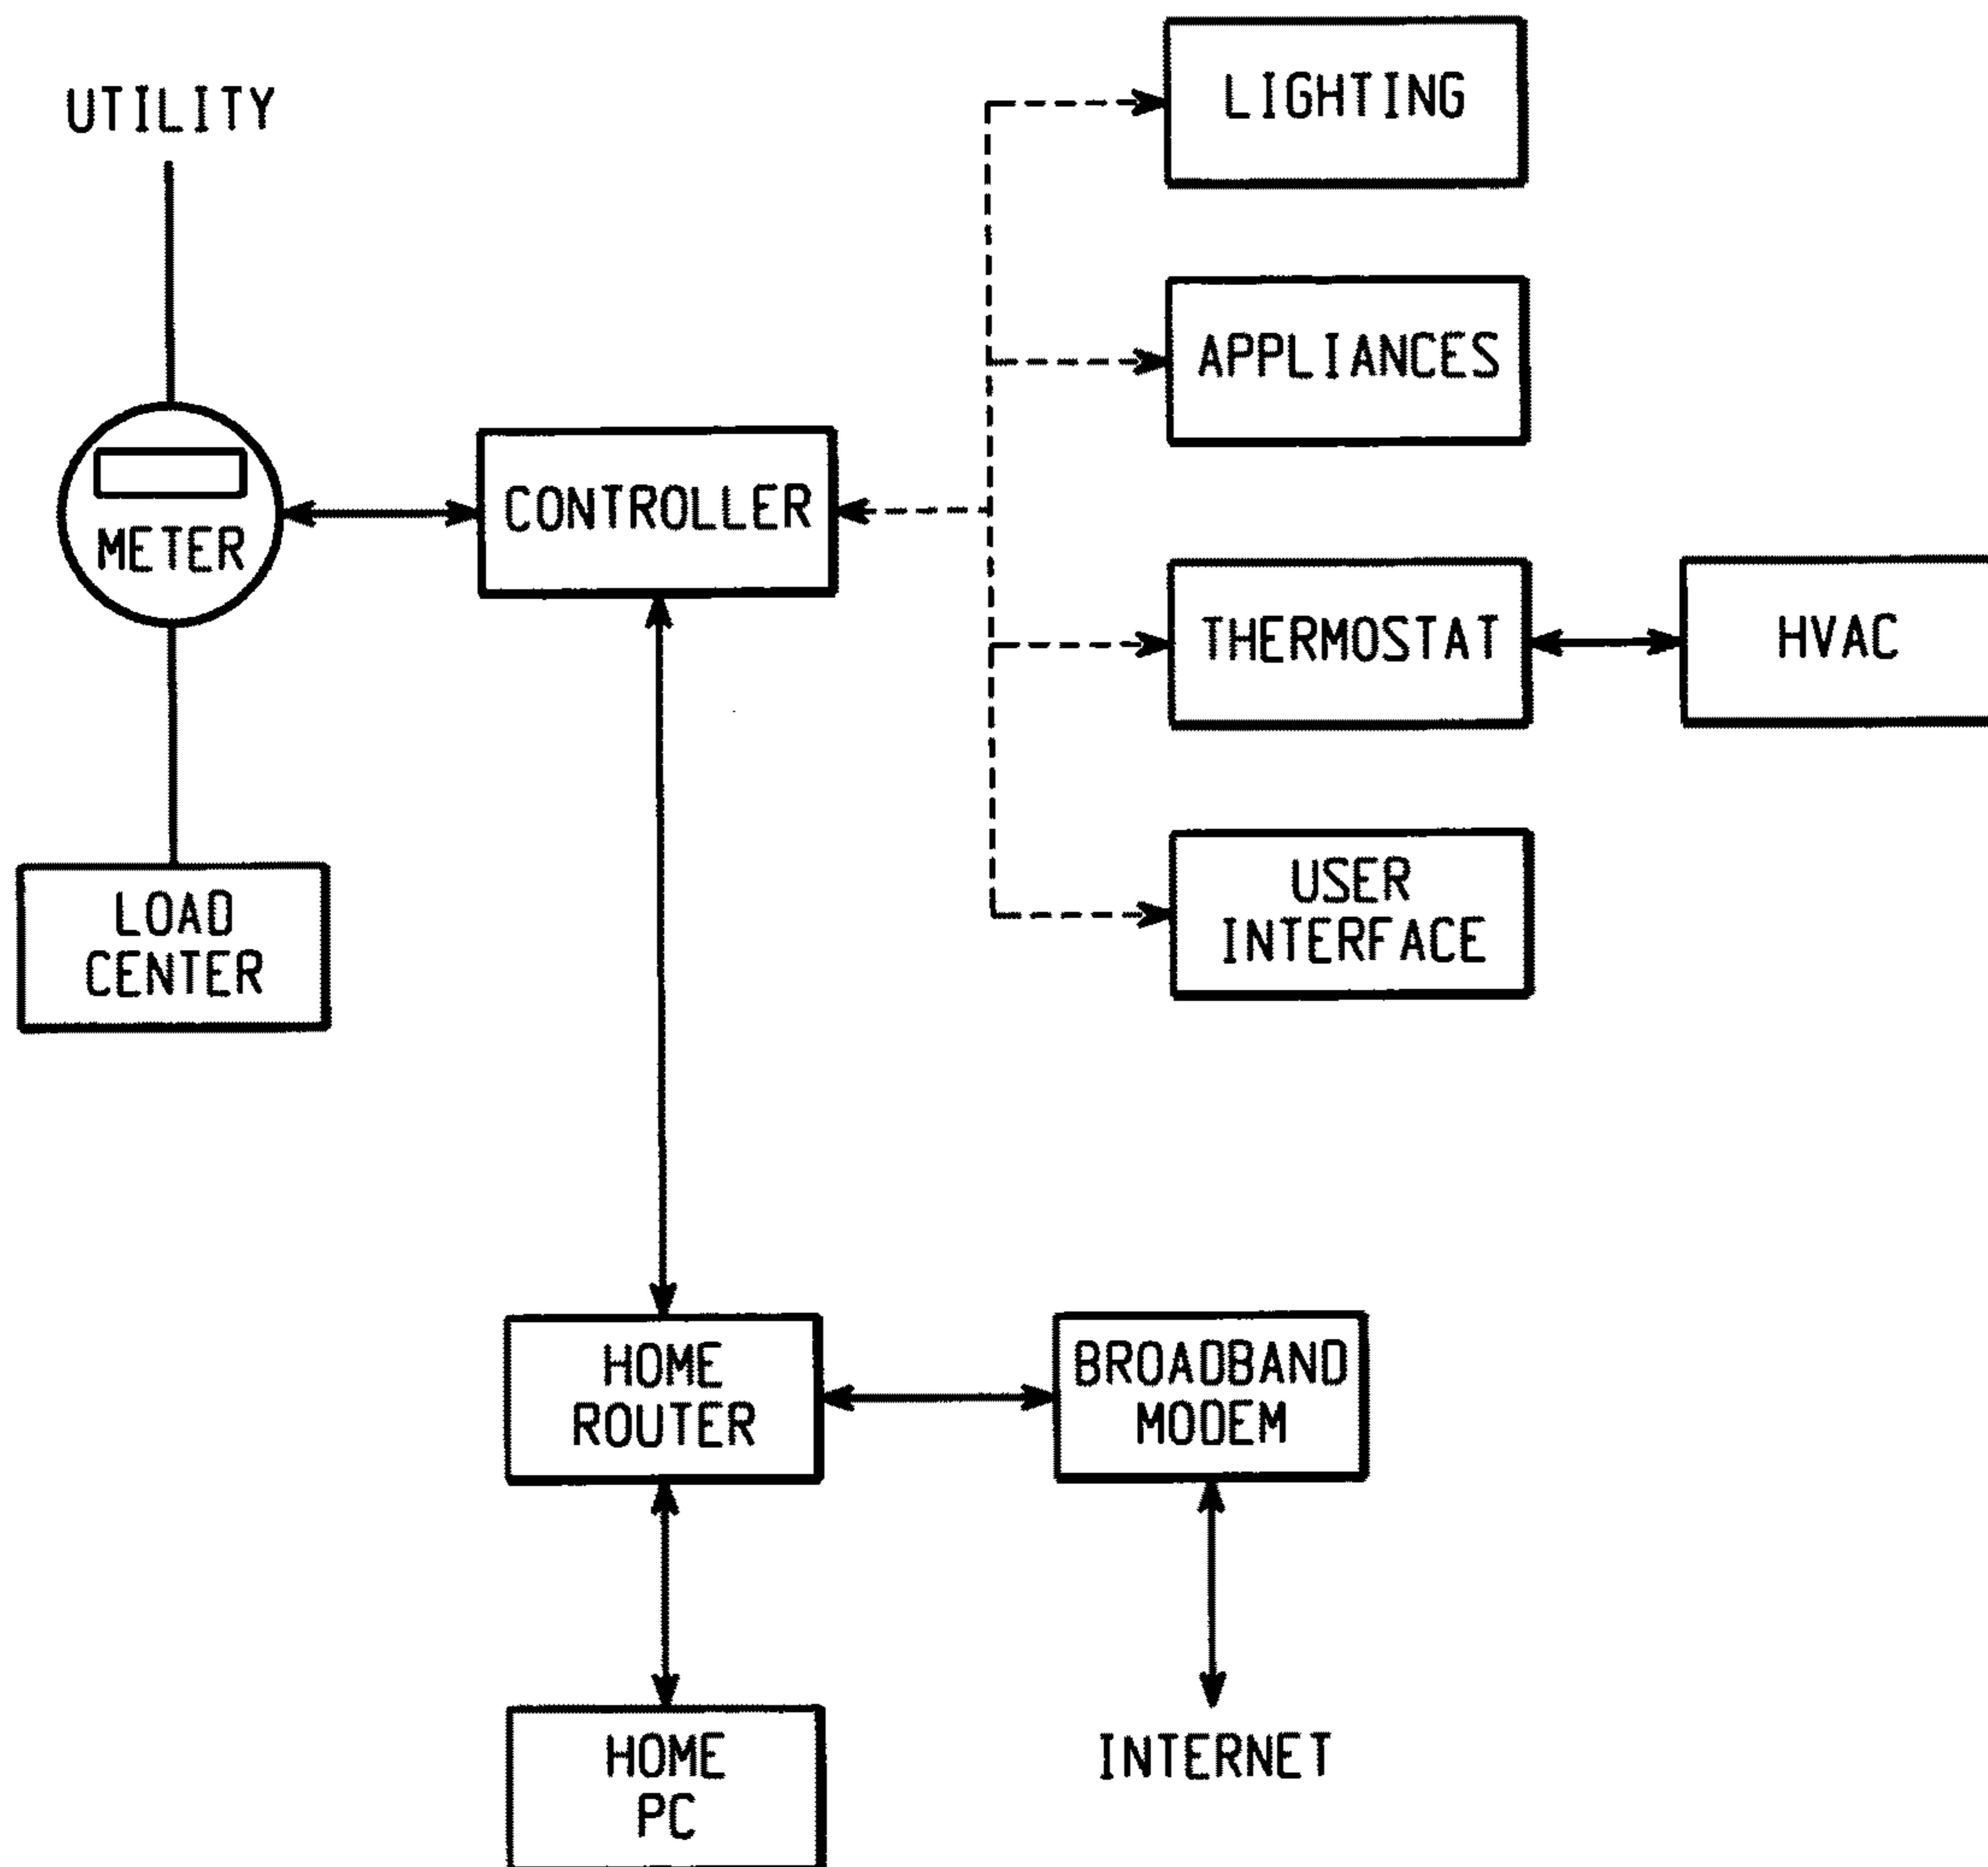 UTILITY
LIGHTING
APPLIANCES
METER
CONTROLLER
THERMOSTAT
HVAC
LOAD
CENTER
USER
INTERFACE
HOME
ROUTER
BROADBAND
MODEM
HOME
PC
INTERNET